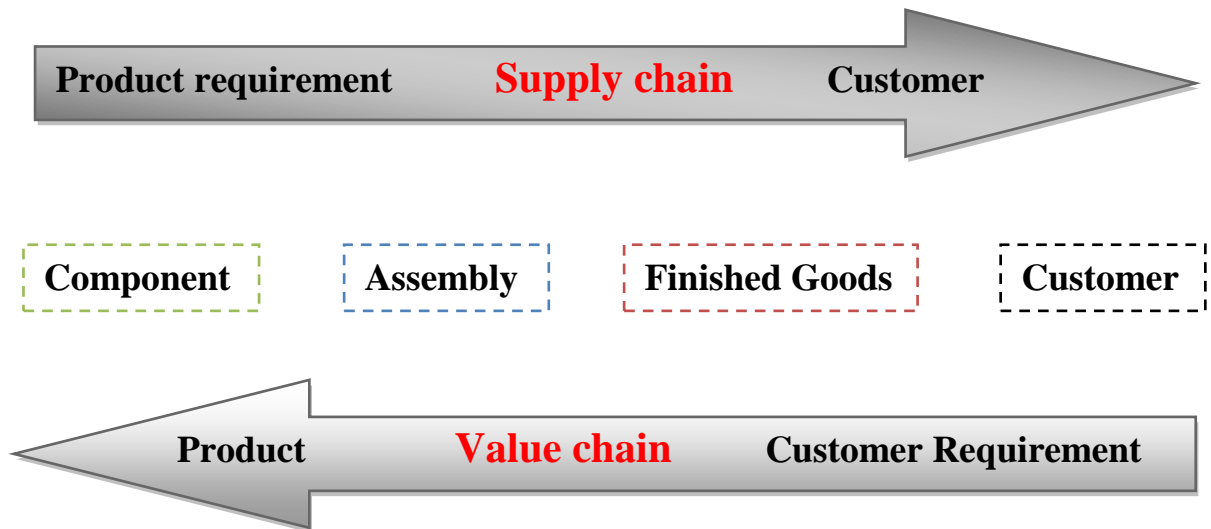 Product requirement Supply chain Customer
Component Assembly Finished Goods Customer
Product Value chain Customer Requirement